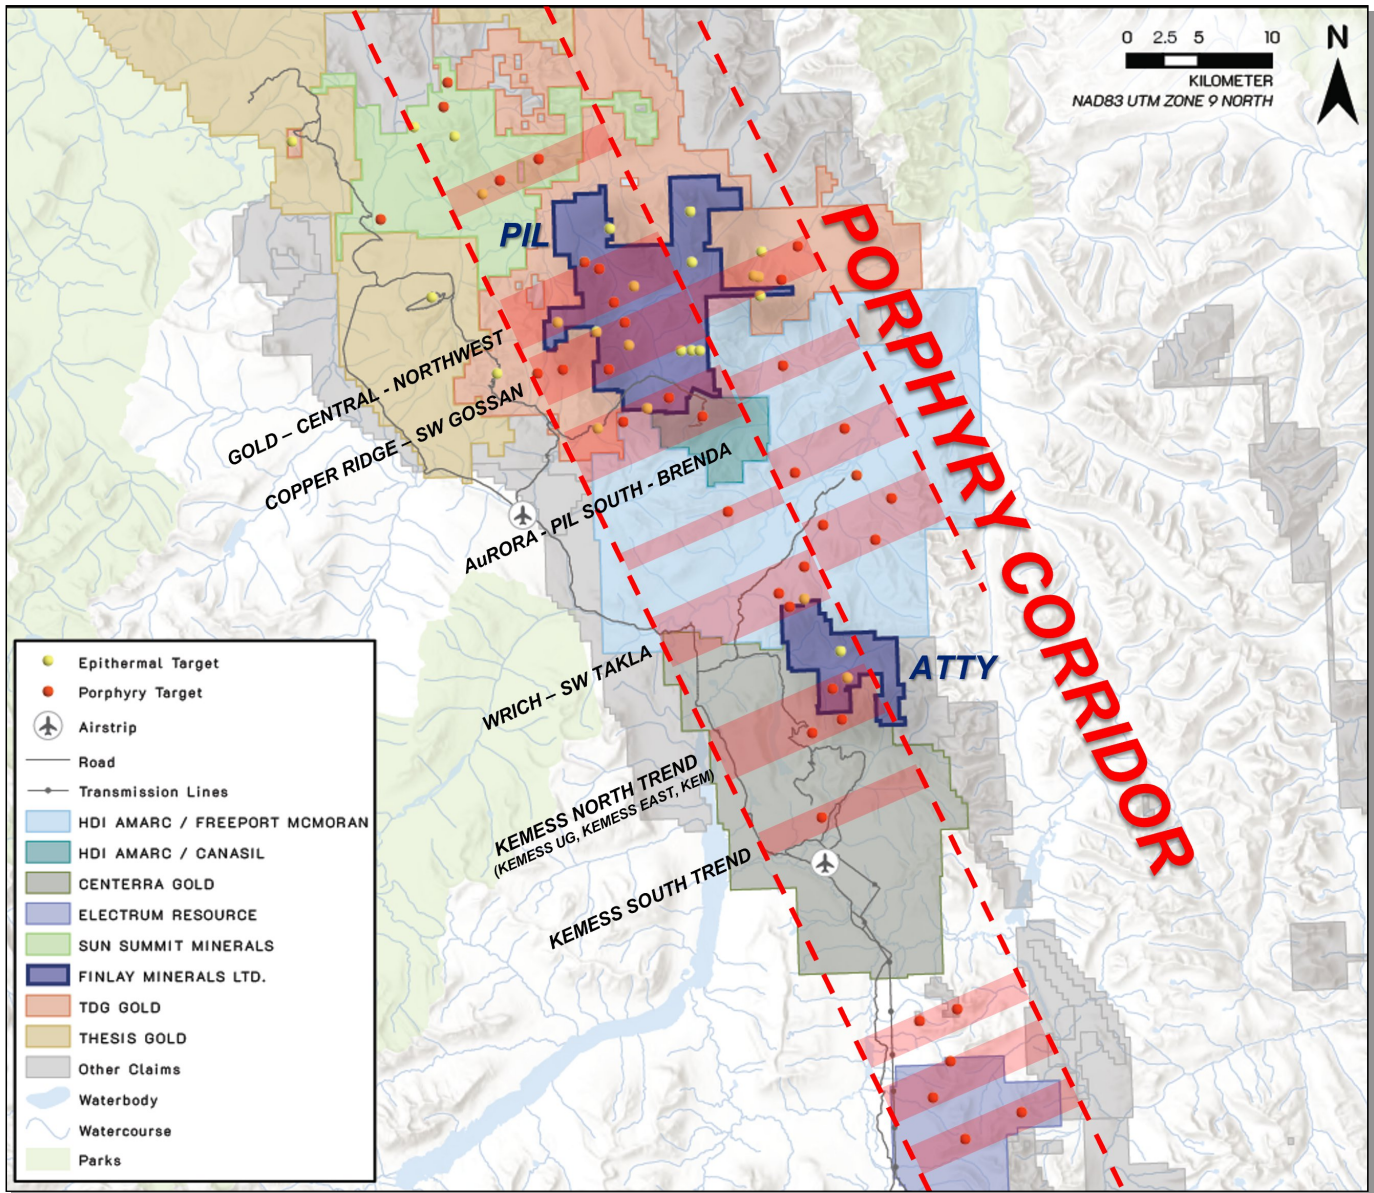 0 2.5 5 10
KILOMETER
NAD83 UTM ZONE 9 NORTH
N
PORPHYRY CORRIDOR
PIL
GOLD – CENTRAL - NORTHWEST
COPPER RIDGE – SW GOSSAN
AuRORA - PIL SOUTH - BRENDA
WRICH – SW TAKLA
ATTY
KEMESS NORTH TREND
(KEMESS UG, KEMESS EAST, KEM)
KEMESS SOUTH TREND
Epithermal Target
Porphyry Target
Airstrip
Road
Transmission Lines
HDI AMARC / FREEPORT MCMORAN
HDI AMARC / CANASIL
CENTERRA GOLD
ELECTRUM RESOURCE
SUN SUMMIT MINERALS
FINLAY MINERALS LTD.
TDG GOLD
THESIS GOLD
Other Claims
Waterbody
Watercourse
Parks